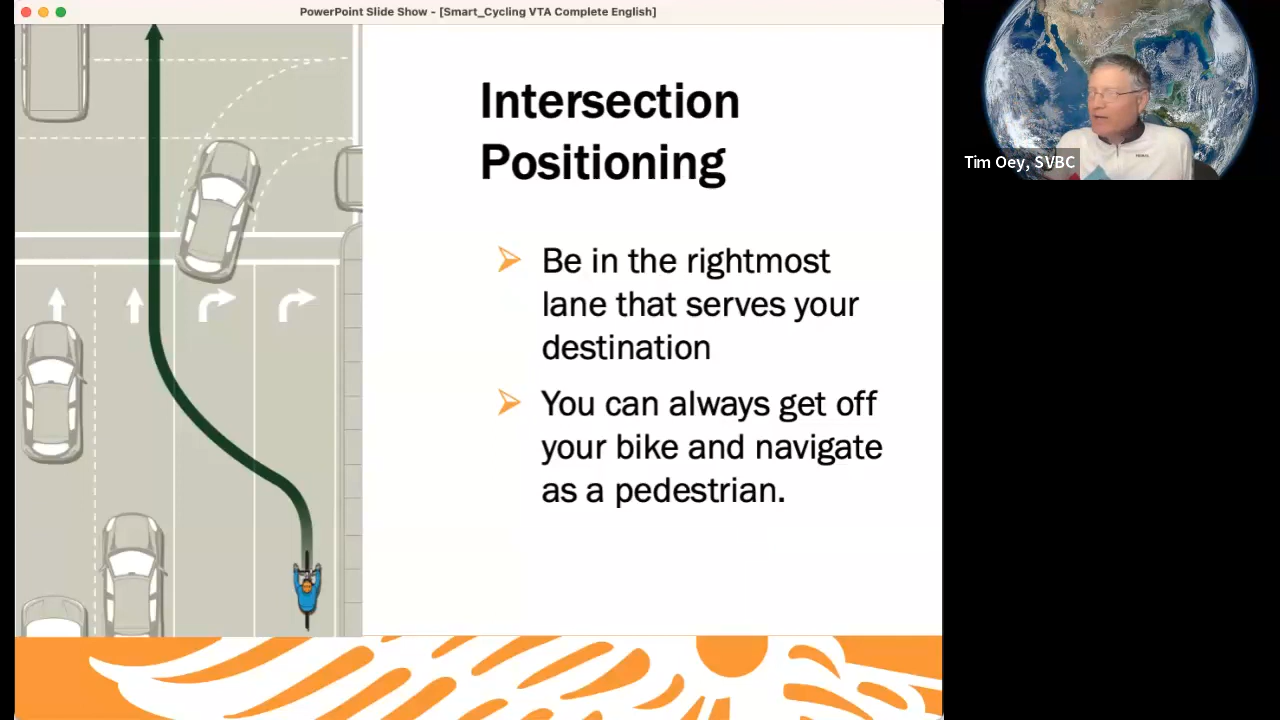 PowerPoint Slide Show - [Smart_Cycling VTA Complete English]
Intersection
Positioning
Be in the rightmost
lane that serves your
destination
You can always get off
your bike and navigate
as a pedestrian.
Tim Oey, SVBC